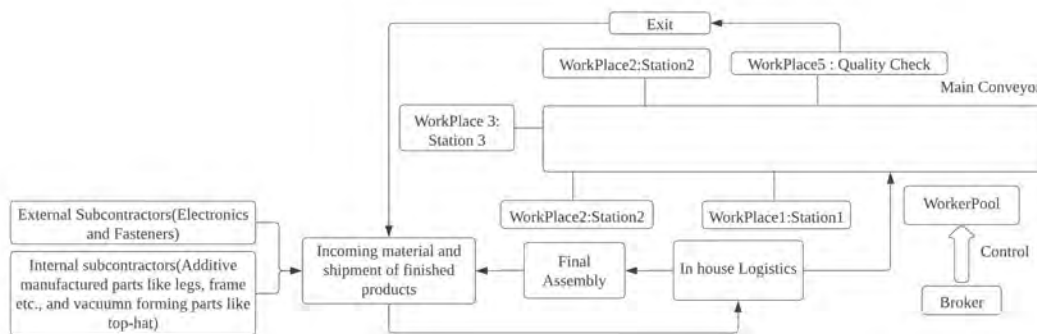 Exit
WorkPlace2:Station2
WorkPlace5 : Quality Check
Main Conveyor
WorkPlace 3:
Station 3
WorkPlace2:Station2
WorkPlace1:Station1
WorkerPool
External Subcontractors(Electronics
and Fasteners)
Internal subcontractors(Additive
manufactured parts like legs, frame
etc., and vacuumn forming parts like
top-hat)
Incoming material and
shipment of finished
products
Final
Assembly
In house Logistics
Control
Broker